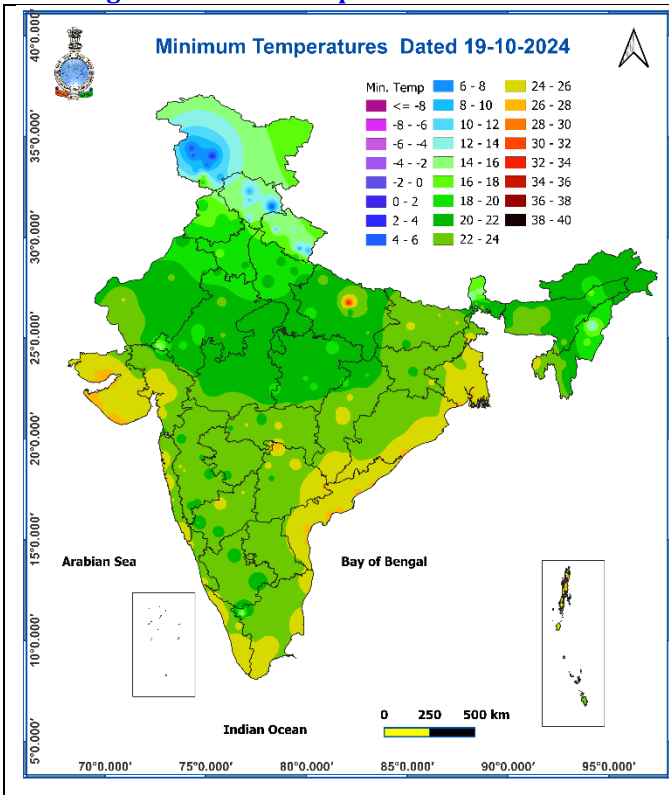 Minimum Temperatures Dated 19-10-2024
Min. Temp
<= -8
-8 - -6
-6 - -4
-4 - -2
-2 - 0
0 - 2
2 - 4
4 - 6
6 - 8
8 - 10
10 - 12
12 - 14
14 - 16
16 - 18
18 - 20
20 - 22
22 - 24
24 - 26
26 - 28
28 - 30
30 - 32
32 - 34
34 - 36
36 - 38
38 - 40
40°0.000'
35°0.000'
30°0.000'
25°0.000'
20°0.000'
15°0.000'
10°0.000'
5°0.000'
Arabian Sea
Bay of Bengal
Indian Ocean
0 250 500 km
70°0.000' 75°0.000' 80°0.000' 85°0.000' 90°0.000' 95°0.000'